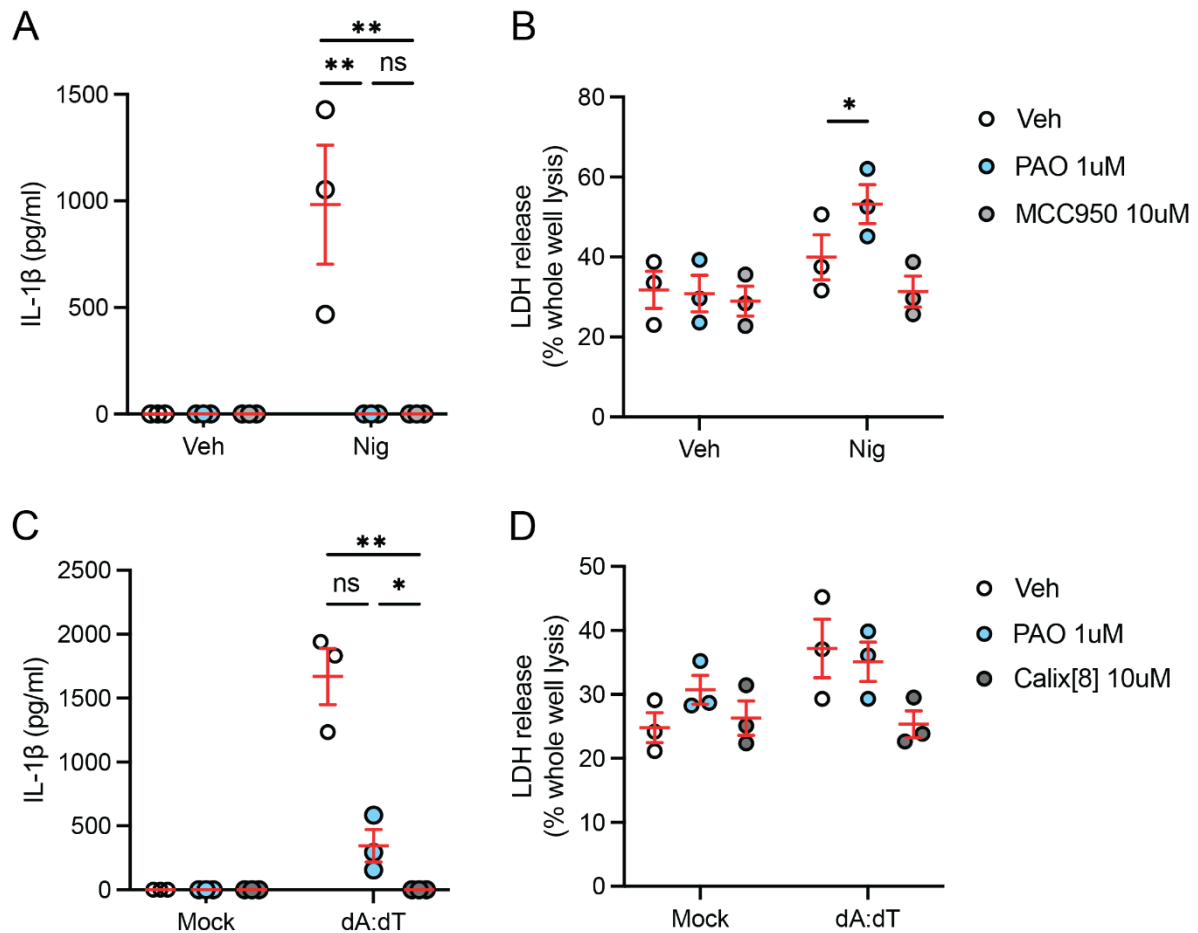 A
**
**
ns
1500
1000
500
0
IL-1β (pg/ml)
Veh
Nig
B
*
80
60
40
20
0
LDH release
(% whole well lysis)
Veh
Nig
Veh
PAO 1uM
MCC950 10uM
C
**
ns
*
2500
2000
1500
1000
500
0
IL-1β (pg/ml)
Mock
dA:dT
D
50
40
30
20
10
0
LDH release
(% whole well lysis)
Mock
dA:dT
Veh
PAO 1uM
Calix[8] 10uM